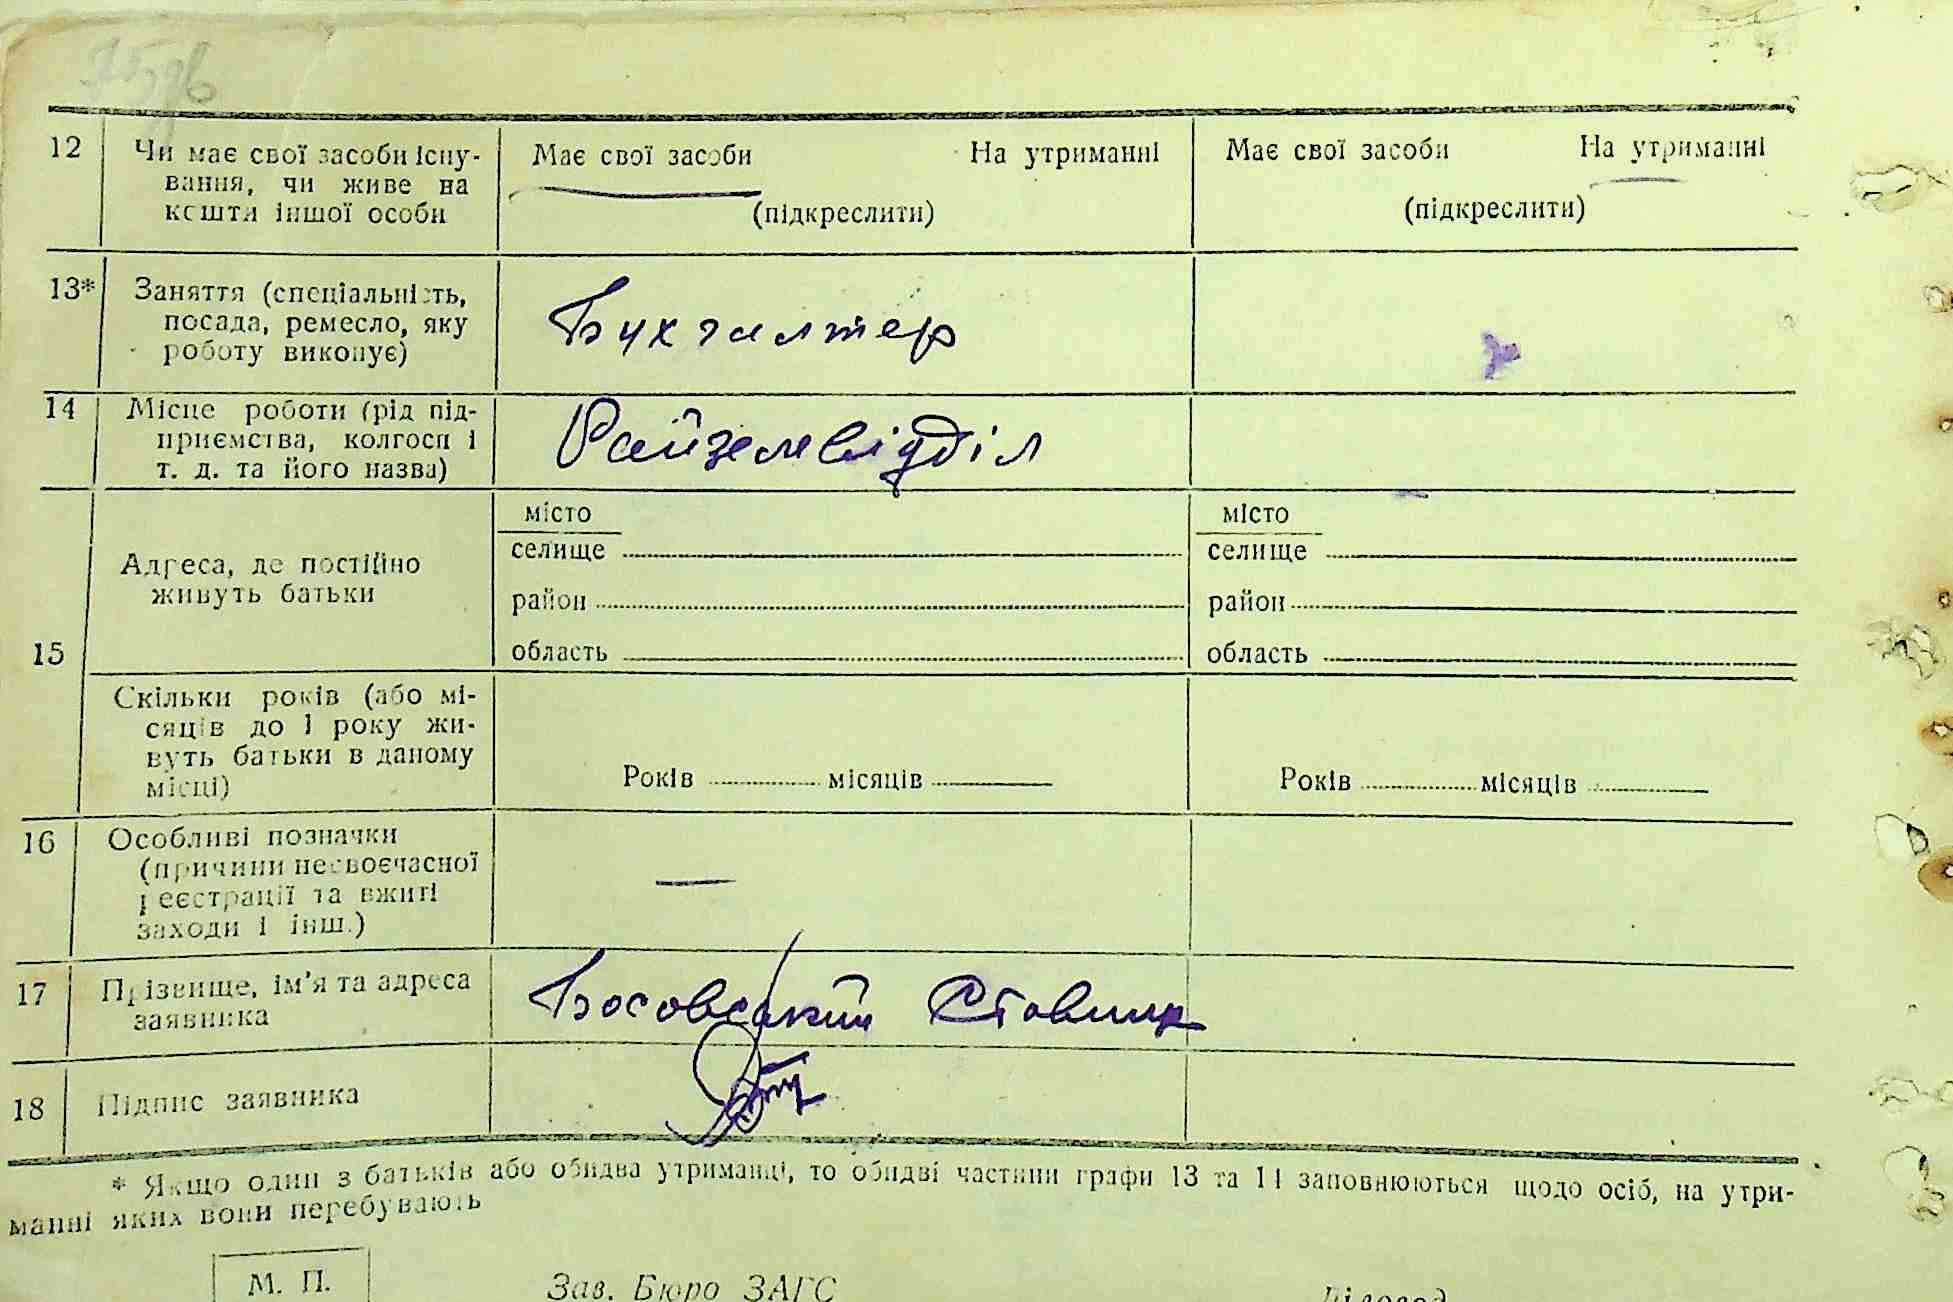 12 Чи має свої засоби існу- Має свої засоби На утриманні Має свої засоби На утриманні
вання, чи живе на
кошти іншої особи (підкреслити) (підкреслити)
13* Заняття (спеціальність,
посада, ремесло, яку Бухгалтер
роботу виконує)
14 Місце роботи (рід під-
приємства, колгосп і Райземвідділ
т. д. та його назва)
місто місто
Адреса, де постійно селище селище
живуть батьки район район
15 область область
Скільки років (або мі-
сяців до 1 року жи-
вуть батьки в даному
місці) Років місяців Років місяців
16 Особливі позначки
(причини несвоєчасної
реєстрації та вжиті —
заходи і інш.)
17 Прізвище, ім'я та адреса Босовський
заявника
18 Підпис заявника
* Якщо один з батьків або обидва утриманці, то обидві частини графи 13 та 14 заповнюються щодо осіб, на утри-
манні яких вони перебувають
М. П. Зав. Бюро ЗАГС Діловод